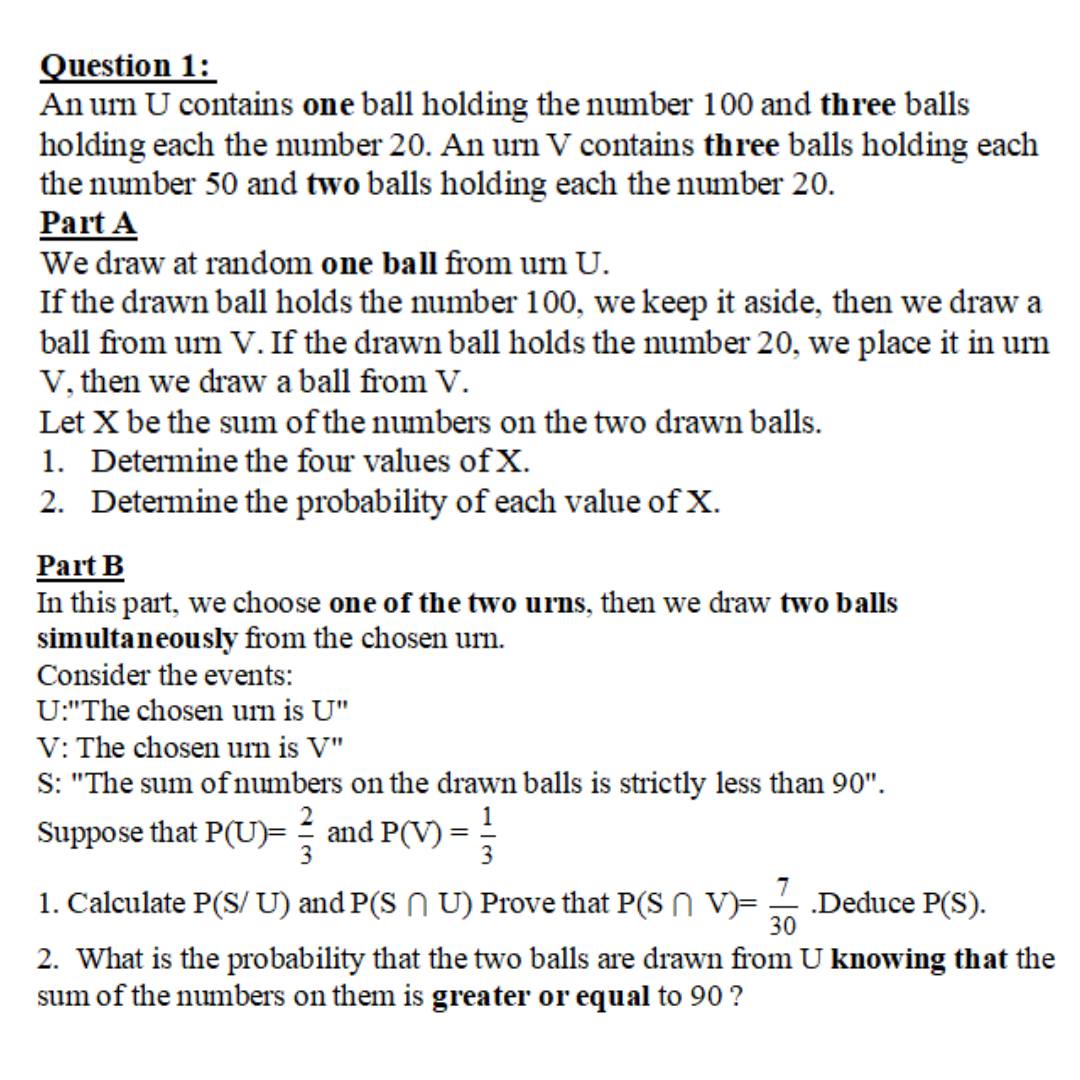 Question 1:
An urn U contains one ball holding the number 100 and three balls
holding each the number 20. An urn V contains three balls holding each
the number 50 and two balls holding each the number 20.
Part A
We draw at random one ball from urn U.
If the drawn ball holds the number 100, we keep it aside, then we draw a
ball from urn V. If the drawn ball holds the number 20, we place it in urn
V, then we draw a ball from V.
Let X be the sum of the numbers on the two drawn balls.
1. Determine the four values of X.
2. Determine the probability of each value of X.
Part B
In this part, we choose one of the two urns, then we draw two balls
simultaneously from the chosen urn.
Consider the events:
U:"The chosen urn is U"
V: The chosen urn is V"
S: "The sum of numbers on the drawn balls is strictly less than 90".
Suppose that P(U)= 2/3 and P(V) = 1/3
1. Calculate P(S/ U) and P(S ∩ U) Prove that P(S ∩ V)= 7/30 .Deduce P(S).
2. What is the probability that the two balls are drawn from U knowing that the
sum of the numbers on them is greater or equal to 90 ?